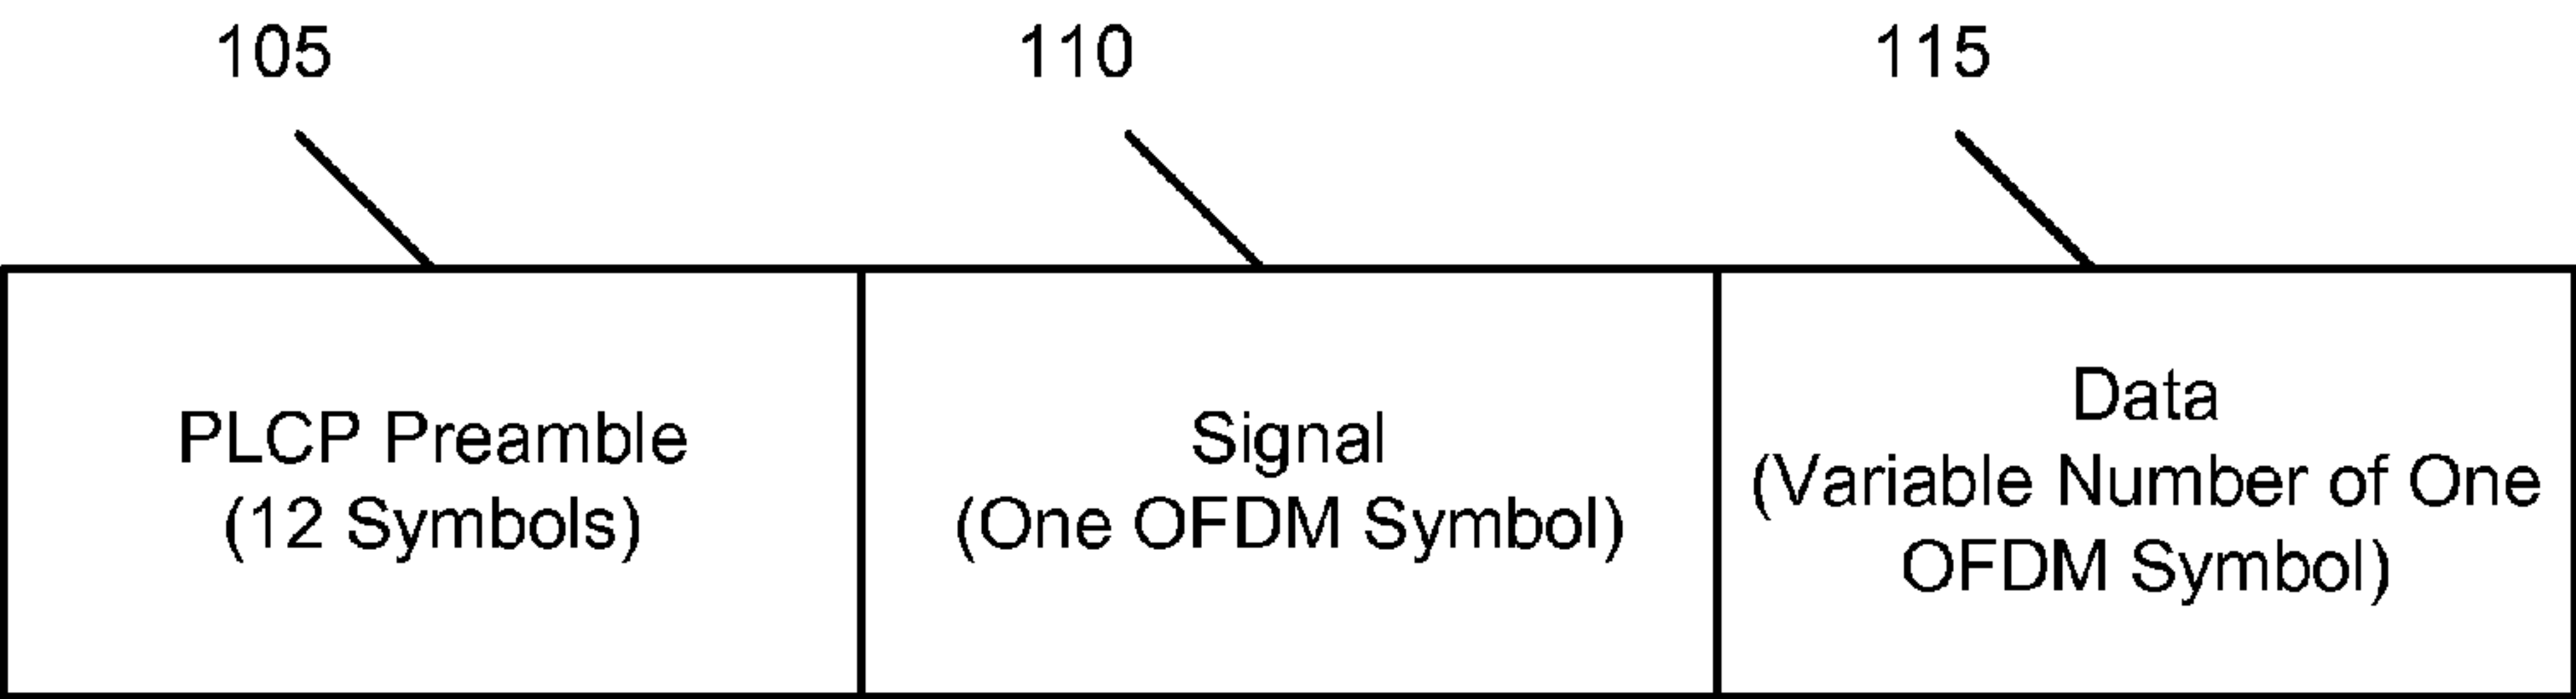 105
110
115
PLCP Preamble
(12 Symbols)
Signal
(One OFDM Symbol)
Data
(Variable Number of One
OFDM Symbol)